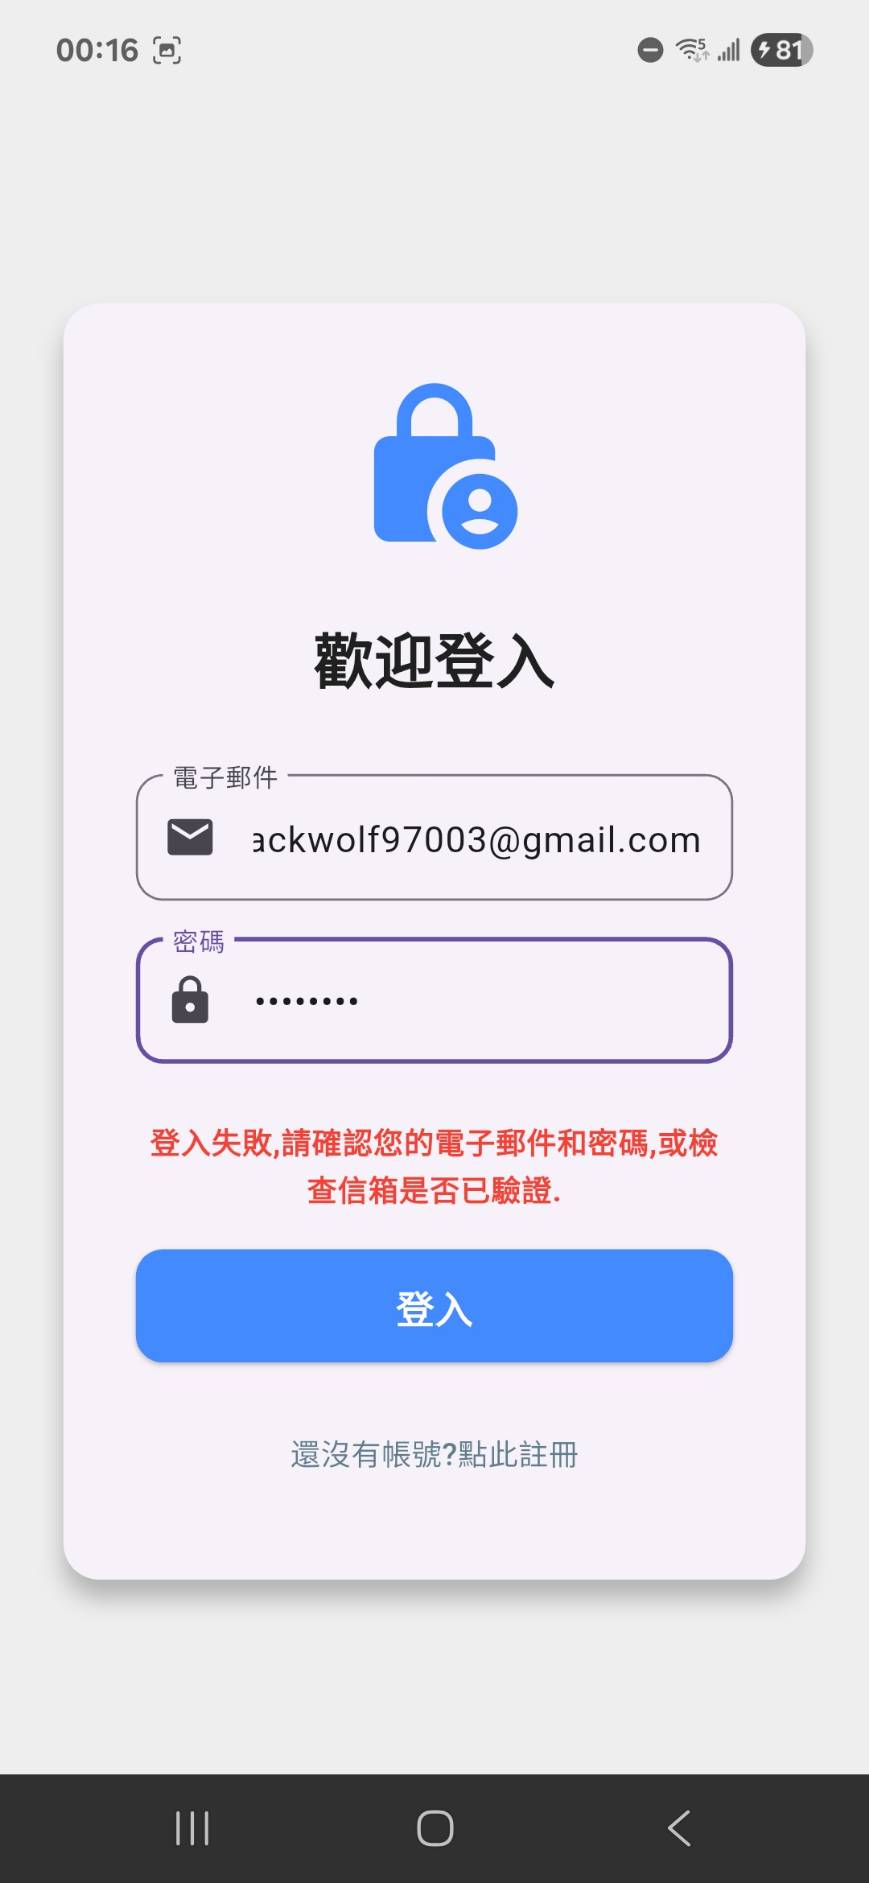 00:16
5
81
歡迎登入
電子郵件
ackwolf97003@gmail.com
密碼
••••••••
登入失敗,請確認您的電子郵件和密碼,或檢
查信箱是否已驗證.
登入
還沒有帳號?點此註冊